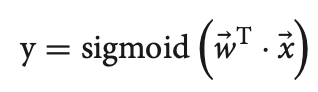 y = sigmoid (w⃗ᵀ · x⃗)